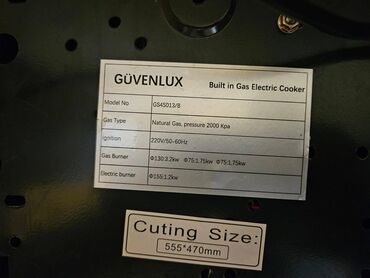 GÜVENLUX Built in Gas Electric Cooker
Model No GS4S013/B
Gas Type Natural Gas, pressure 2000 Kpa
Ignition 220V/50-60Hz
Gas Burner Φ130:3.2kw Φ75:1.75kw Φ75:1.75kw
Electric burner Φ155:1.2kw
Cuting Size:
555*470mm